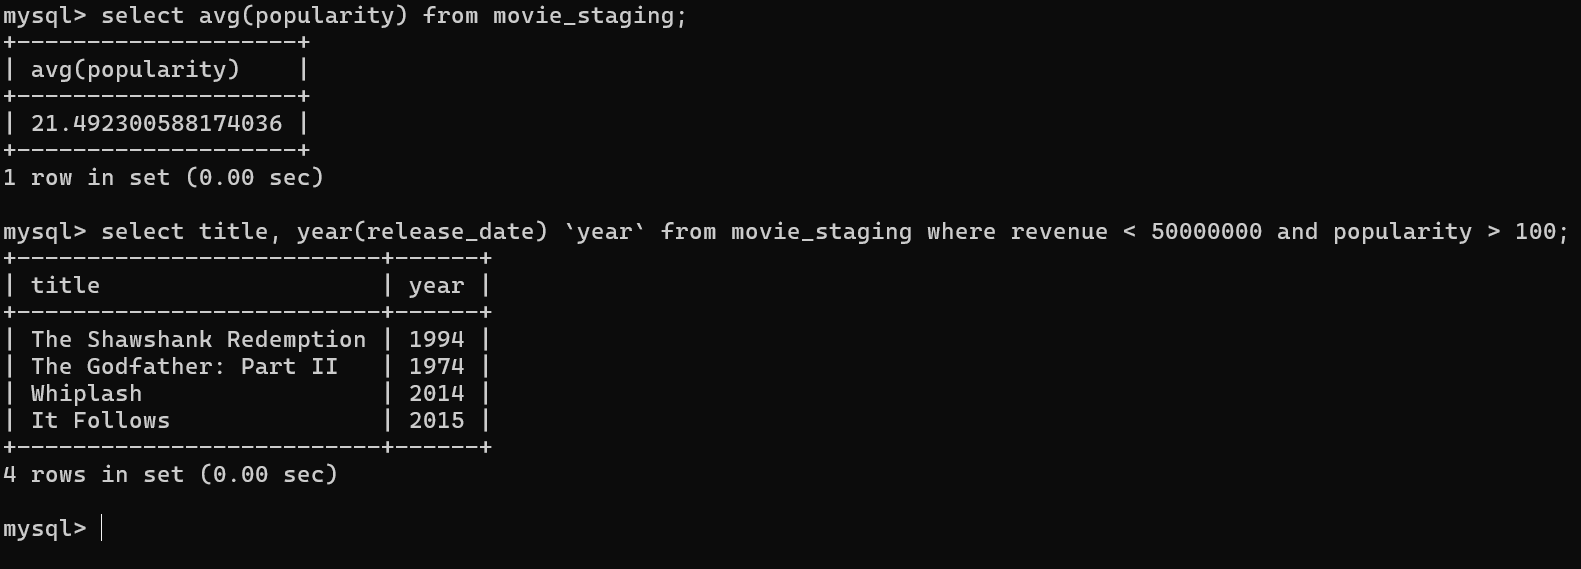 mysql> select avg(popularity) from movie_staging;
+--------------------+
| avg(popularity)    |
+--------------------+
| 21.492300588174036 |
+--------------------+
1 row in set (0.00 sec)

mysql> select title, year(release_date) `year` from movie_staging where revenue < 50000000 and popularity > 100;
+--------------------------+------+
| title                    | year |
+--------------------------+------+
| The Shawshank Redemption | 1994 |
| The Godfather: Part II   | 1974 |
| Whiplash                 | 2014 |
| It Follows               | 2015 |
+--------------------------+------+
4 rows in set (0.00 sec)

mysql>